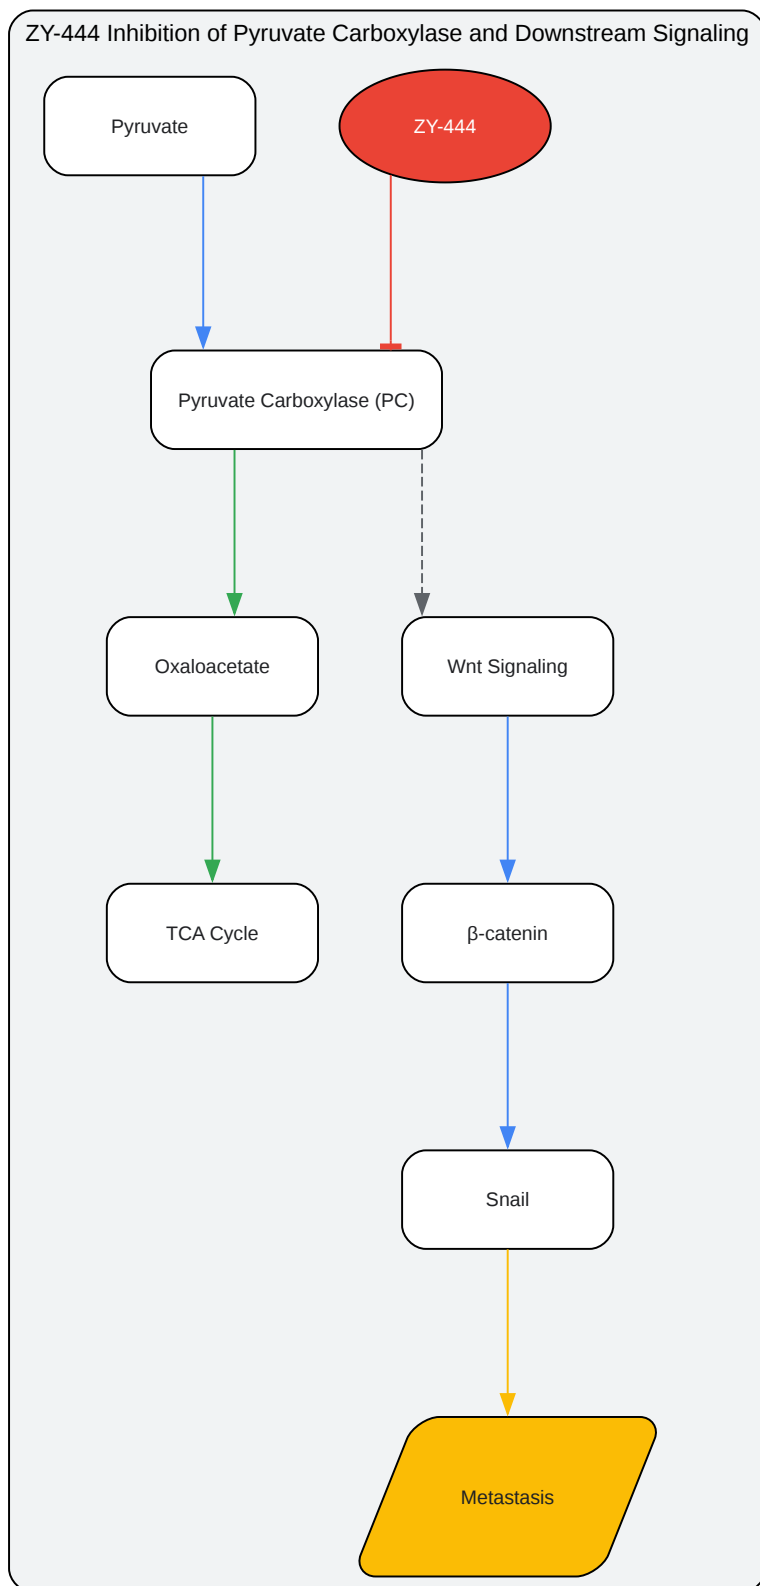 ZY-444 Inhibition of Pyruvate Carboxylase and Downstream Signaling
Pyruvate
ZY-444
Pyruvate Carboxylase (PC)
Oxaloacetate
Wnt Signaling
TCA Cycle
β-catenin
Snail
Metastasis